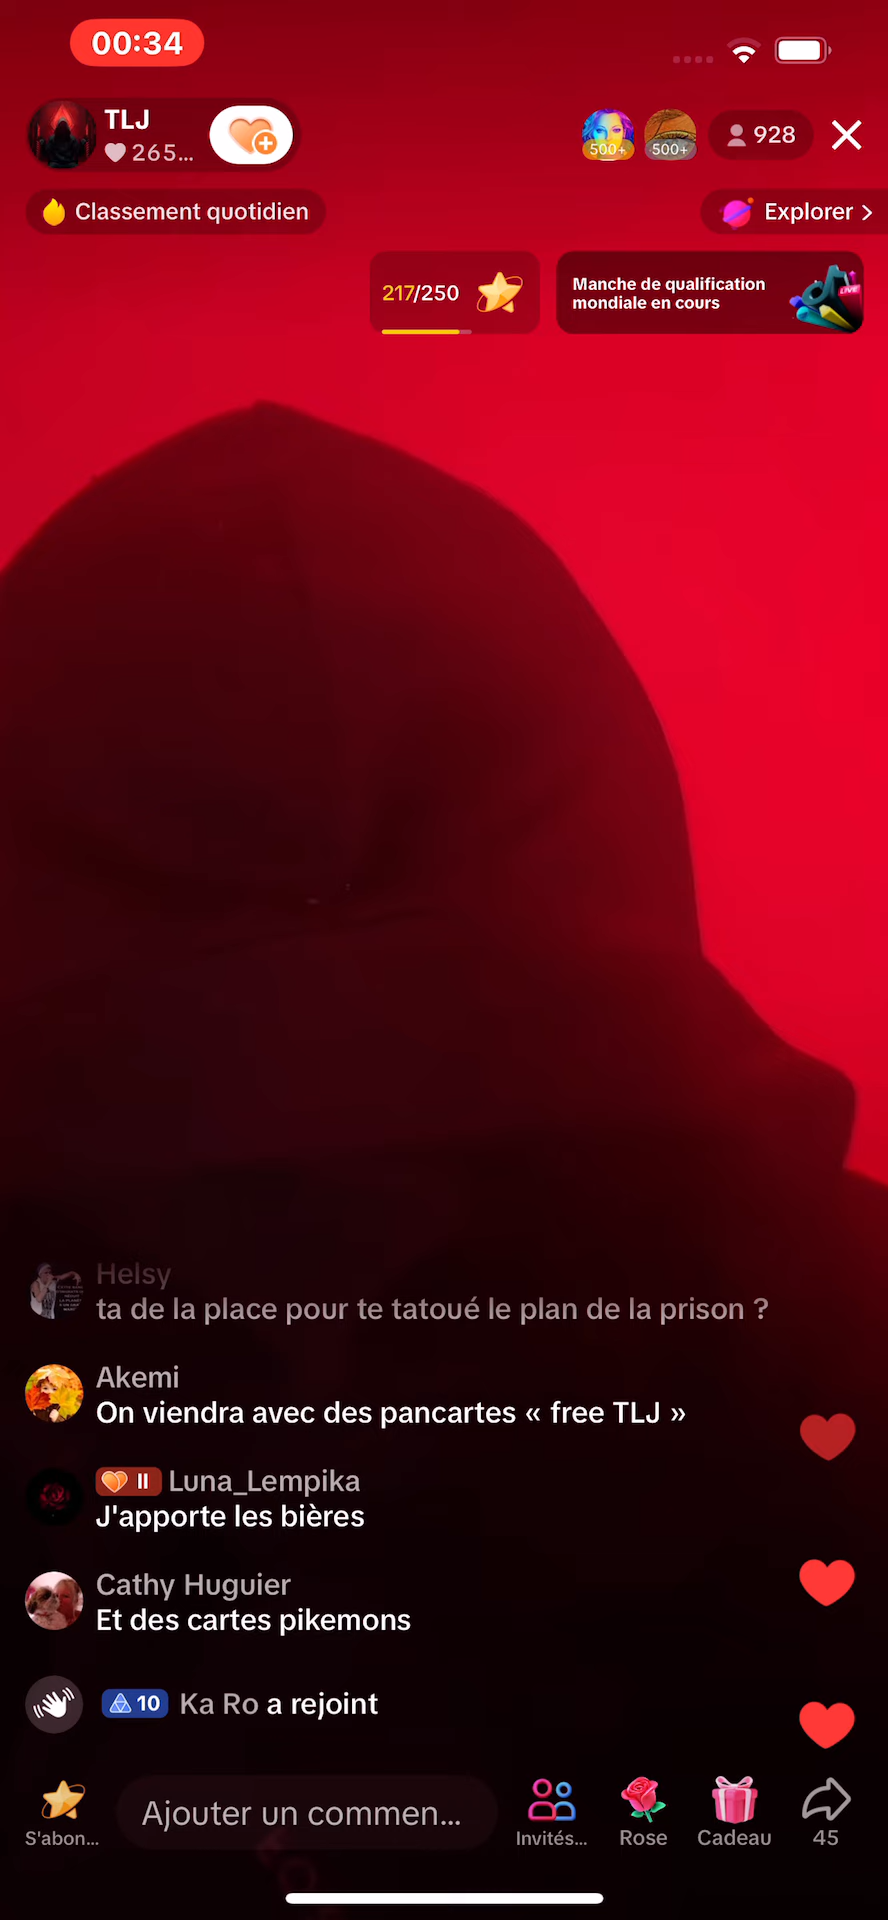 00:34
TLJ
265...
500+
500+
928
Classement quotidien
Explorer >
217/250
Manche de qualification
mondiale en cours
LIVE
Helsy
ta de la place pour te tatoué le plan de la prison ?
Akemi
On viendra avec des pancartes « free TLJ »
II Luna_Lempika
J'apporte les bières
Cathy Huguier
Et des cartes pikemons
10 Ka Ro a rejoint
Ajouter un commen...
S'abon...
Invités...
Rose
Cadeau
45